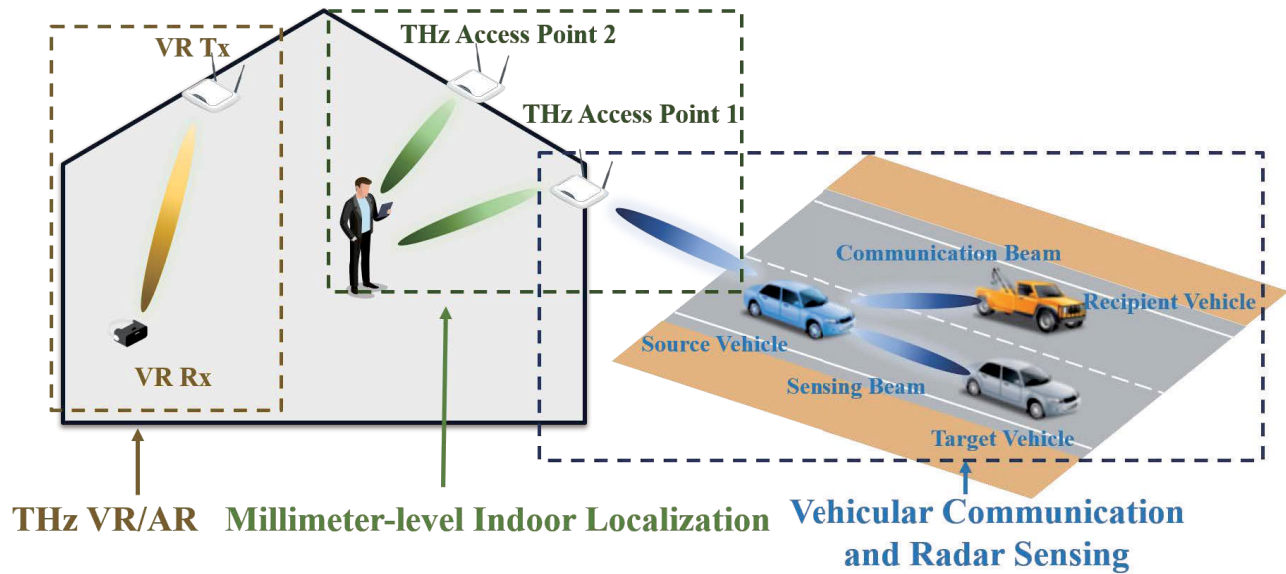 VR Tx
THz Access Point 2
THz Access Point 1
VR Rx
Communication Beam
Recipient Vehicle
Source Vehicle
Sensing Beam
Target Vehicle
THz VR/AR
Millimeter-level Indoor Localization
Vehicular Communication
and Radar Sensing